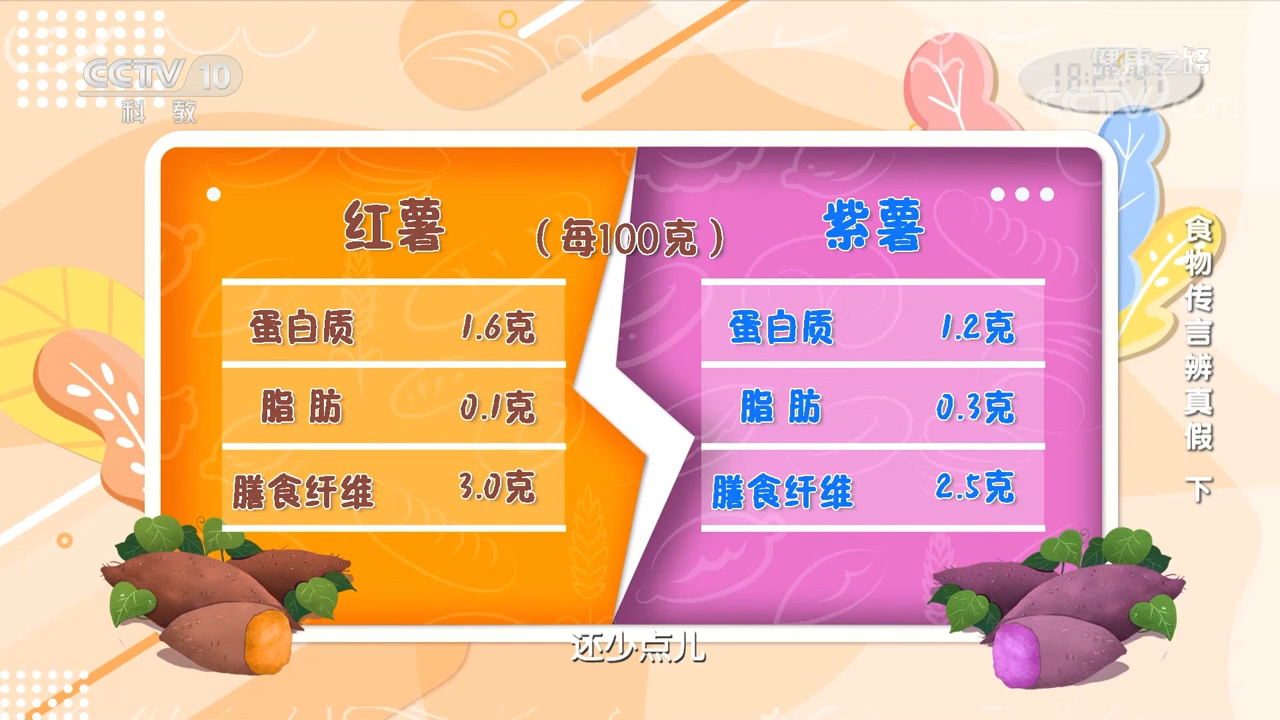 CCTV 10
科教
健康之路
CCTV.com
红薯
(每100克)
紫薯
蛋白质 1.6克
脂肪 0.1克
膳食纤维 3.0克
蛋白质 1.2克
脂肪 0.3克
膳食纤维 2.5克
食物传言辨真假 下
还少点儿